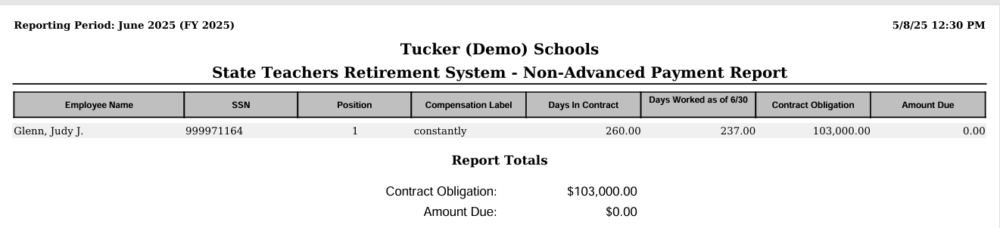 Reporting Period: June 2025 (FY 2025) 5/8/25 12:30 PM
Tucker (Demo) Schools
State Teachers Retirement System - Non-Advanced Payment Report
Employee Name SSN Position Compensation Label Days In Contract Days Worked as of 6/30 Contract Obligation Amount Due
Glenn, Judy J. 999971164 1 constantly 260.00 237.00 103,000.00 0.00
Report Totals
Contract Obligation: $103,000.00
Amount Due: $0.00